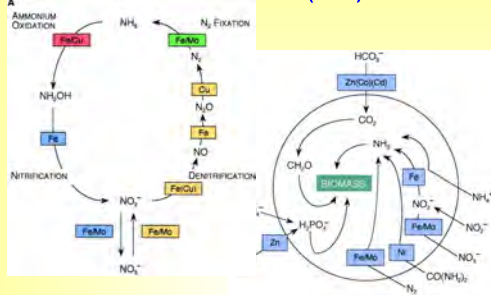 A
AMMONIUM
OXIDATION
NH₃
N₂ FIXATION
Fe/Cu
Fe/Mo
N₂
Cu
NH₂OH
N₂O
Fe
Fe
NO
NITRIFICATION
DENITRIFICATION
Fe(Cu)
NO₂⁻
Fe/Mo
Fe/Mo
NO₃⁻
HCO₃⁻
Zn(Co)(Cd)
CO₂
NH₃
CH₂O
Fe
BIOMASS
NH₄⁺
NO₂⁻
NO₂⁻
H₂PO₄⁻
Fe/Mo
Zn
Fe/Mo
Ni
NO₃⁻
CO(NH₂)₂
N₂